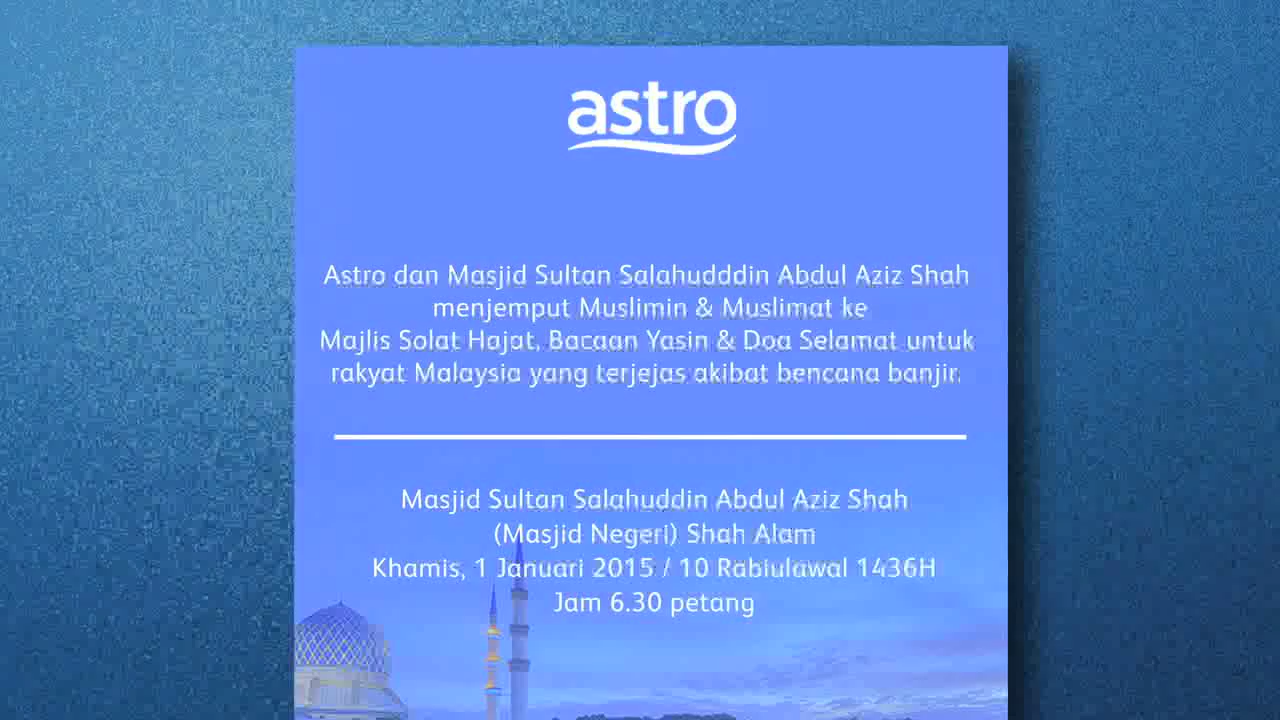 astro
Astro dan Masjid Sultan Salahudddin Abdul Aziz Shah
menjemput Muslimin & Muslimat ke
Majlis Solat Hajat, Bacaan Yasin & Doa Selamat untuk
rakyat Malaysia yang terjejas akibat bencana banjir.
Masjid Sultan Salahuddin Abdul Aziz Shah
(Masjid Negeri) Shah Alam
Khamis, 1 Januari 2015 / 10 Rabiulawal 1436H
Jam 6.30 petang